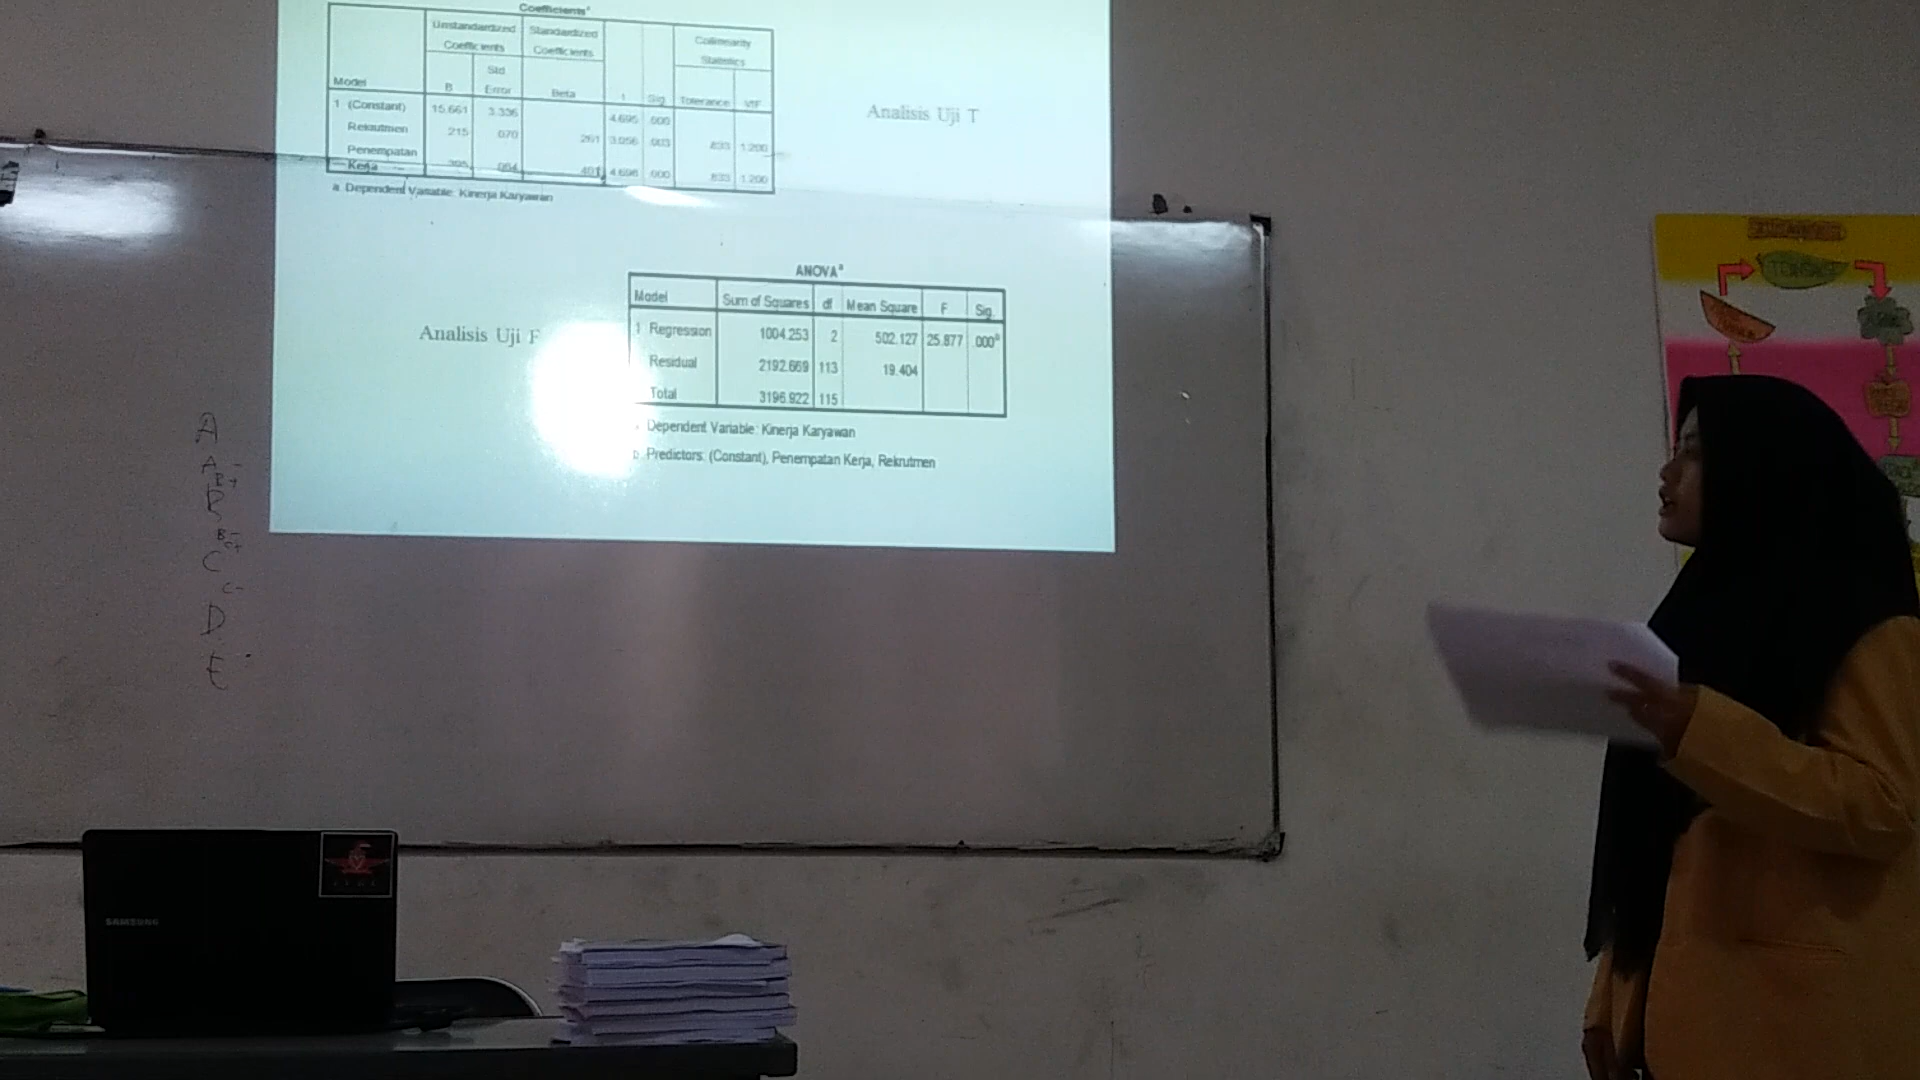 Coefficientsᵃ
Model Unstandardized Coefficients Standardized Coefficients t Sig. Collinearity Statistics
B Std. Error Beta Tolerance VIF
1 (Constant) 15.661 3.336 4.695 .000
Rekrutmen .215 .070 .261 3.056 .003 .833 1.200
Penempatan Kerja 4.698 .000 .833 1.200
a. Dependent Variable: Kinerja Karyawan
Analisis Uji T
Analisis Uji F
ANOVA
Model Sum of Squares df Mean Square F Sig.
1 Regression 1004.253 2 502.127 25.877 .000
Residual 2192.669 113 19.404
Total 3196.922 115
Dependent Variable: Kinerja Karyawan
b. Predictors: (Constant), Penempatan Kerja, Rekrutmen
A
A-
B+
B
B-
C+
C
C-
D
E
SAMSUNG